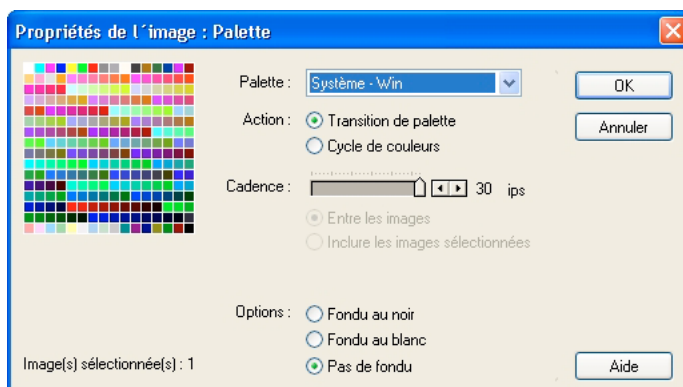 Propriétés de l´image : Palette
Palette : Système - Win
OK
Action : Transition de palette
Annuler
Cycle de couleurs
Cadence : 30 ips
Entre les images
Inclure les images sélectionnées
Options : Fondu au noir
Fondu au blanc
Image(s) sélectionnée(s) : 1
Pas de fondu
Aide